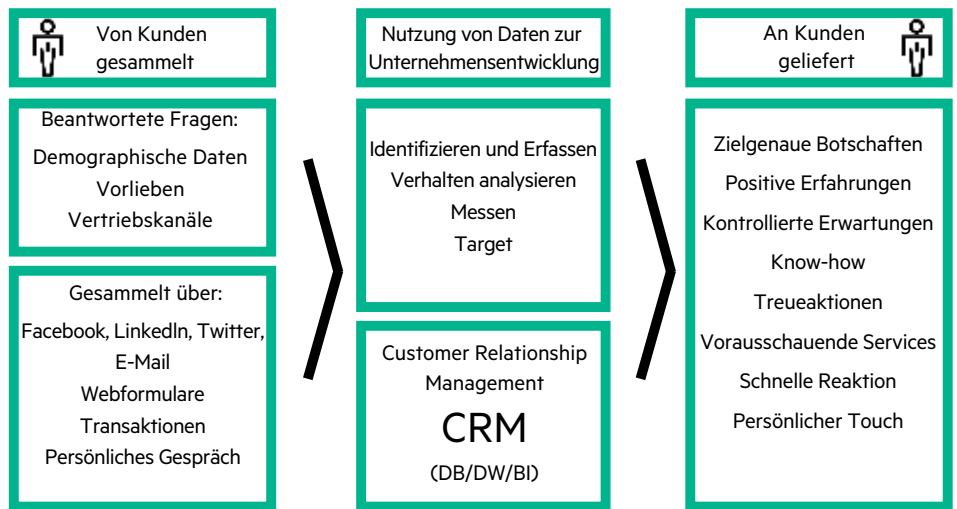 Von Kunden
gesammelt
Beantwortete Fragen:
Demographische Daten
Vorlieben
Vertriebskanäle
Gesammelt über:
Facebook, LinkedIn, Twitter,
E-Mail
Webformulare
Transaktionen
Persönliches Gespräch
Nutzung von Daten zur
Unternehmensentwicklung
Identifizieren und Erfassen
Verhalten analysieren
Messen
Target
Customer Relationship
Management
CRM
(DB/DW/BI)
An Kunden
geliefert
Zielgenaue Botschaften
Positive Erfahrungen
Kontrollierte Erwartungen
Know-how
Treueaktionen
Vorausschauende Services
Schnelle Reaktion
Persönlicher Touch